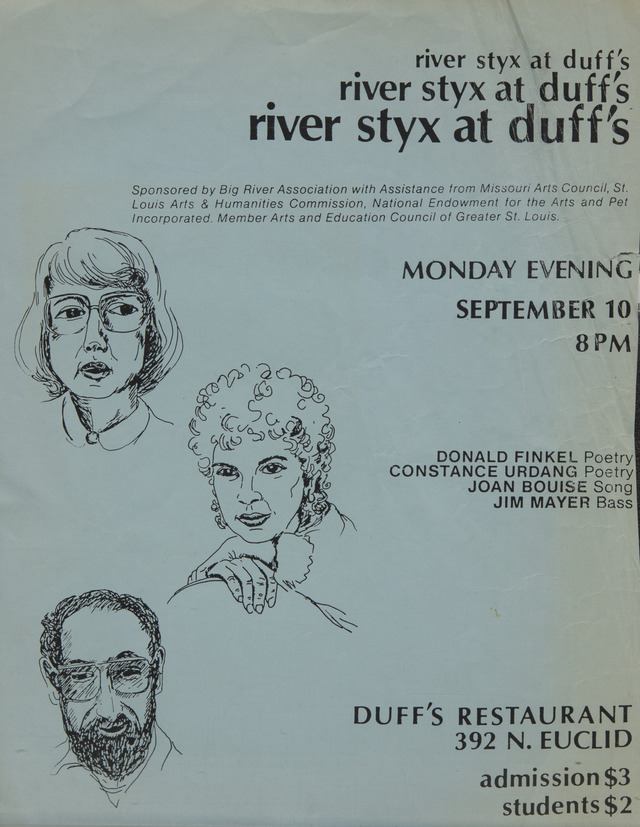 river styx at duff's
river styx at duff's
river styx at duff's
Sponsored by Big River Association with Assistance from Missouri Arts Council, St.
Louis Arts & Humanities Commission, National Endowment for the Arts and Pet
Incorporated. Member Arts and Education Council of Greater St. Louis.
MONDAY EVENING
SEPTEMBER 10
8 PM
DONALD FINKEL Poetry
CONSTANCE URDANG Poetry
JOAN BOUISE Song
JIM MAYER Bass
DUFF'S RESTAURANT
392 N. EUCLID
admission $3
students $2